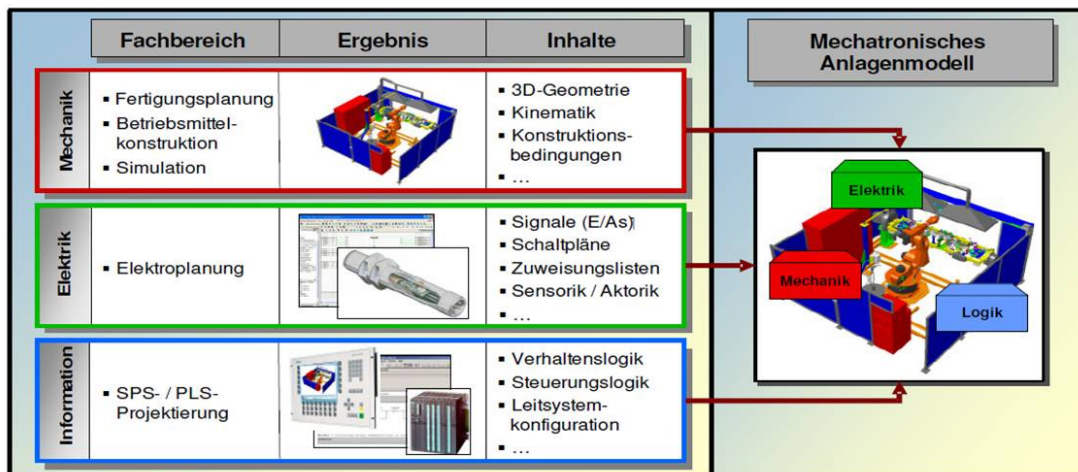 Fachbereich
Ergebnis
Inhalte
Mechatronisches
Anlagenmodell
Mechanik
▪ Fertigungsplanung
▪ Betriebsmittel-
konstruktion
▪ Simulation
▪ 3D-Geometrie
▪ Kinematik
▪ Konstruktions-
bedingungen
▪ ...
Elektrik
▪ Elektroplanung
▪ Signale (E/As)
▪ Schaltpläne
▪ Zuweisungslisten
▪ Sensorik / Aktorik
▪ ...
Information
▪ SPS- / PLS-
Projektierung
▪ Verhaltenslogik
▪ Steuerungslogik
▪ Leitsystem-
konfiguration
▪ ...
Elektrik
Mechanik
Logik